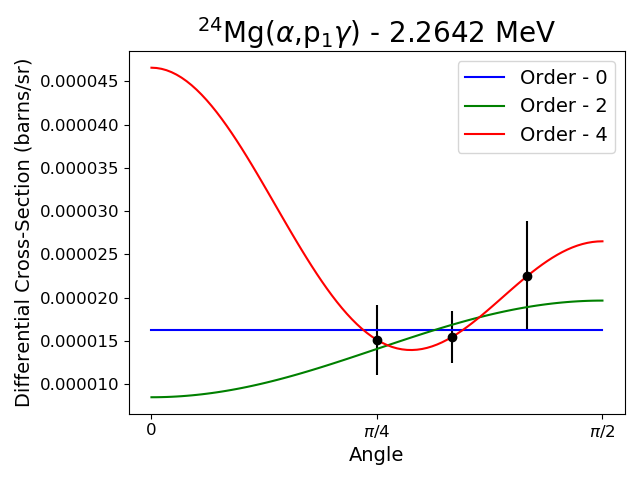 ²⁴Mg(α,p₁γ) - 2.2642 MeV
Differential Cross-Section (barns/sr)
0.000045
0.000040
0.000035
0.000030
0.000025
0.000020
0.000015
0.000010
Order - 0
Order - 2
Order - 4
0
π/4
π/2
Angle